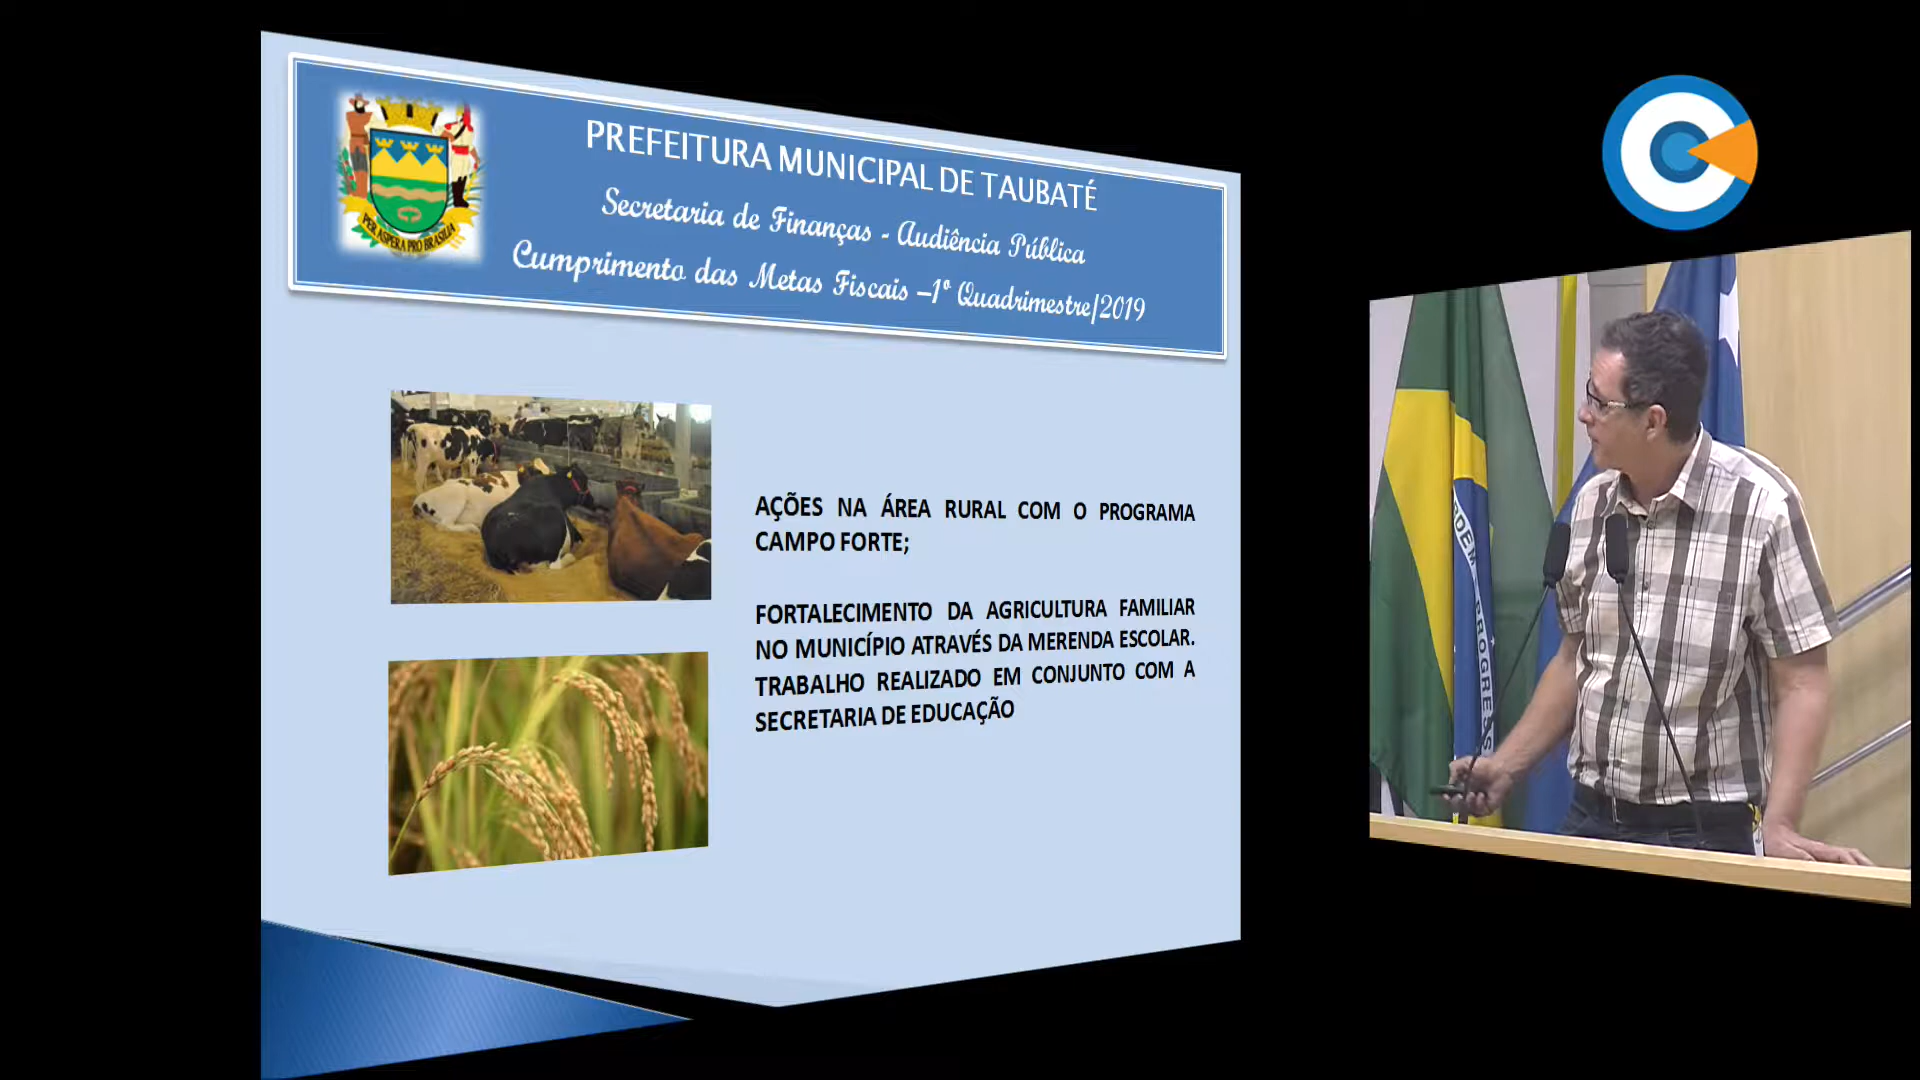 PREFEITURA MUNICIPAL DE TAUBATÉ
Secretaria de Finanças - Audiência Pública
Cumprimento das Metas Fiscais –1º Quadrimestre/2019
PER ASPERA PRÓ BRASILIA
AÇÕES NA ÁREA RURAL COM O PROGRAMA
CAMPO FORTE;
FORTALECIMENTO DA AGRICULTURA FAMILIAR
NO MUNICÍPIO ATRAVÉS DA MERENDA ESCOLAR.
TRABALHO REALIZADO EM CONJUNTO COM A
SECRETARIA DE EDUCAÇÃO